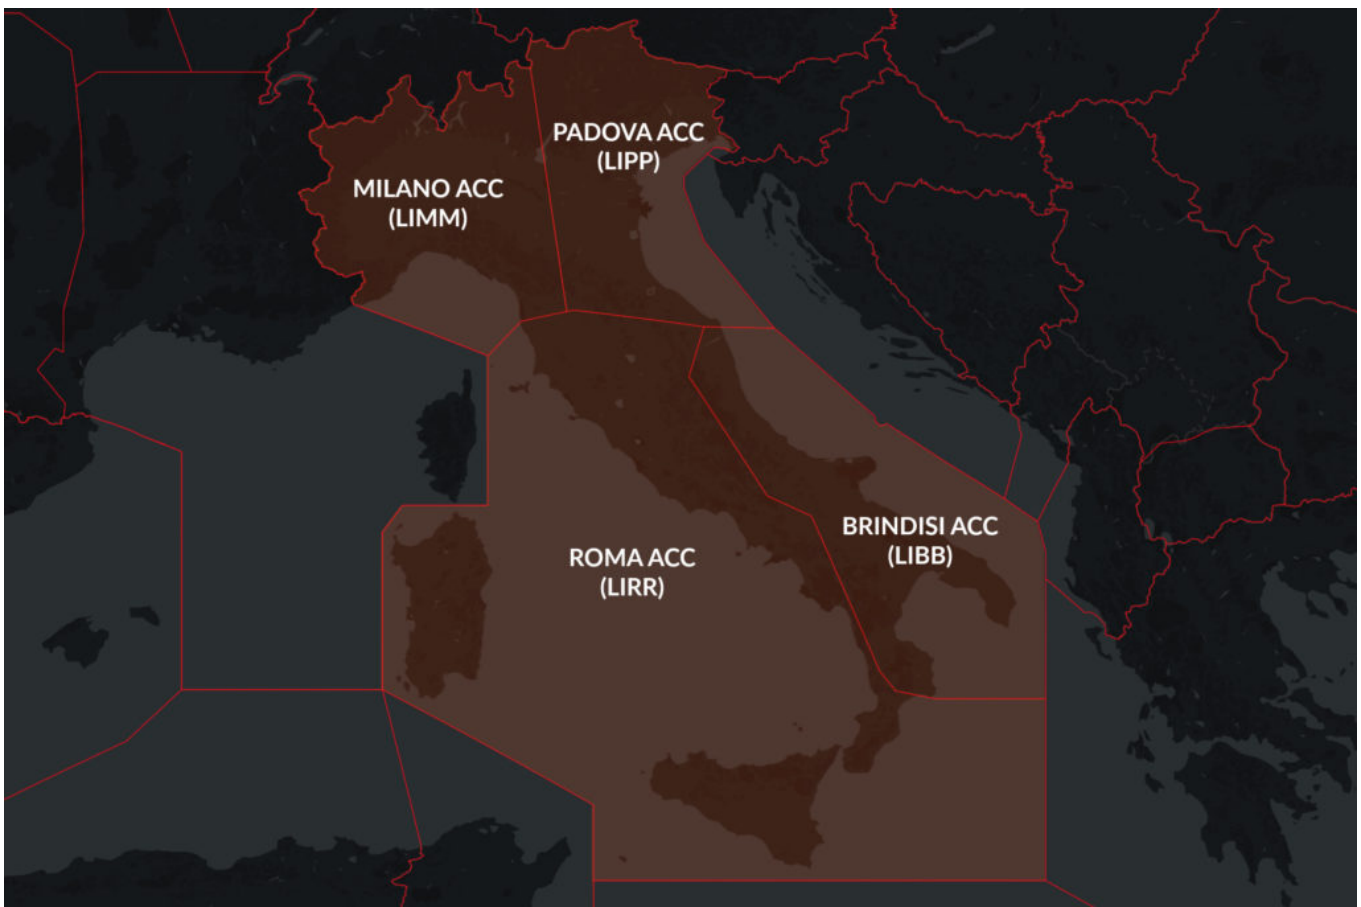 PADOVA ACC
(LIPP)
MILANO ACC
(LIMM)
BRINDISI ACC
(LIBB)
ROMA ACC
(LIRR)